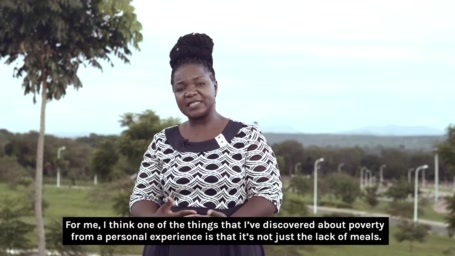 For me, I think one of the things that I've discovered about poverty
from a personal experience is that it's not just the lack of meals.